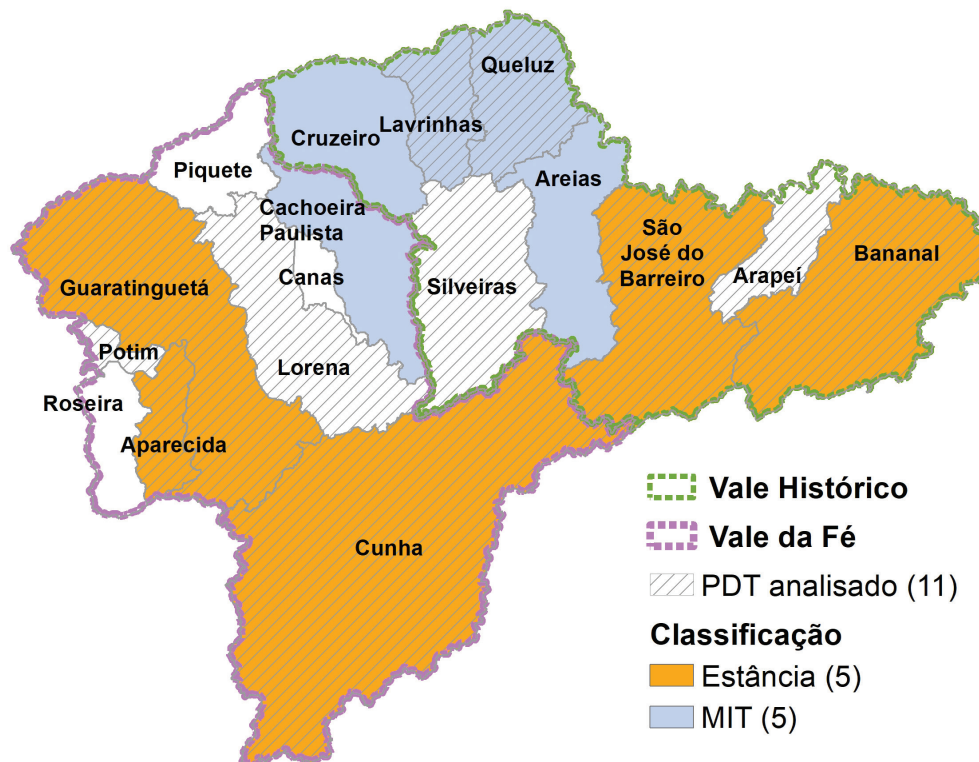 Queluz
Lavrinhas
Cruzeiro
Piquete
Areias
Cachoeira
Paulista
São
José do
Barreiro
Bananal
Arapeí
Canas
Silveiras
Guaratinguetá
Potim
Lorena
Roseira
Aparecida
Cunha
Vale Histórico
Vale da Fé
PDT analisado (11)
Classificação
Estância (5)
MIT (5)